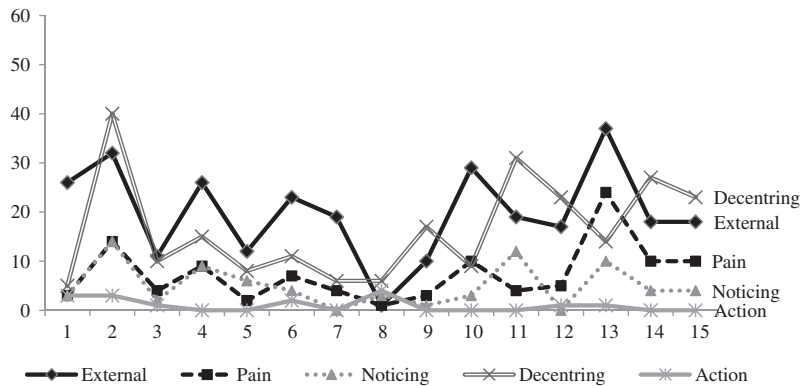 60
50
40
30
20
10
0
Decentring
External
Pain
Noticing
Action
1 2 3 4 5 6 7 8 9 10 11 12 13 14 15
External Pain Noticing Decentring Action